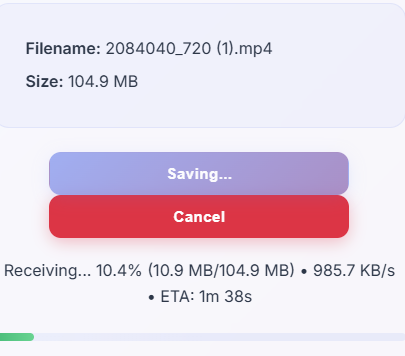 Filename: 2084040_720 (1).mp4
Size: 104.9 MB
Saving...
Cancel
Receiving... 10.4% (10.9 MB/104.9 MB) • 985.7 KB/s
• ETA: 1m 38s